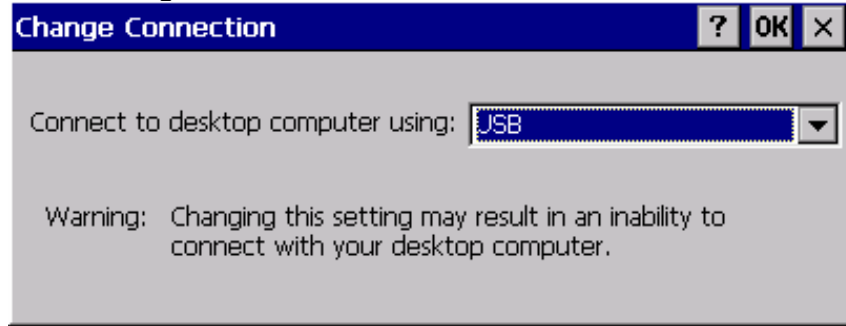 Change Connection ? OK ×
Connect to desktop computer using: USB
Warning: Changing this setting may result in an inability to
connect with your desktop computer.